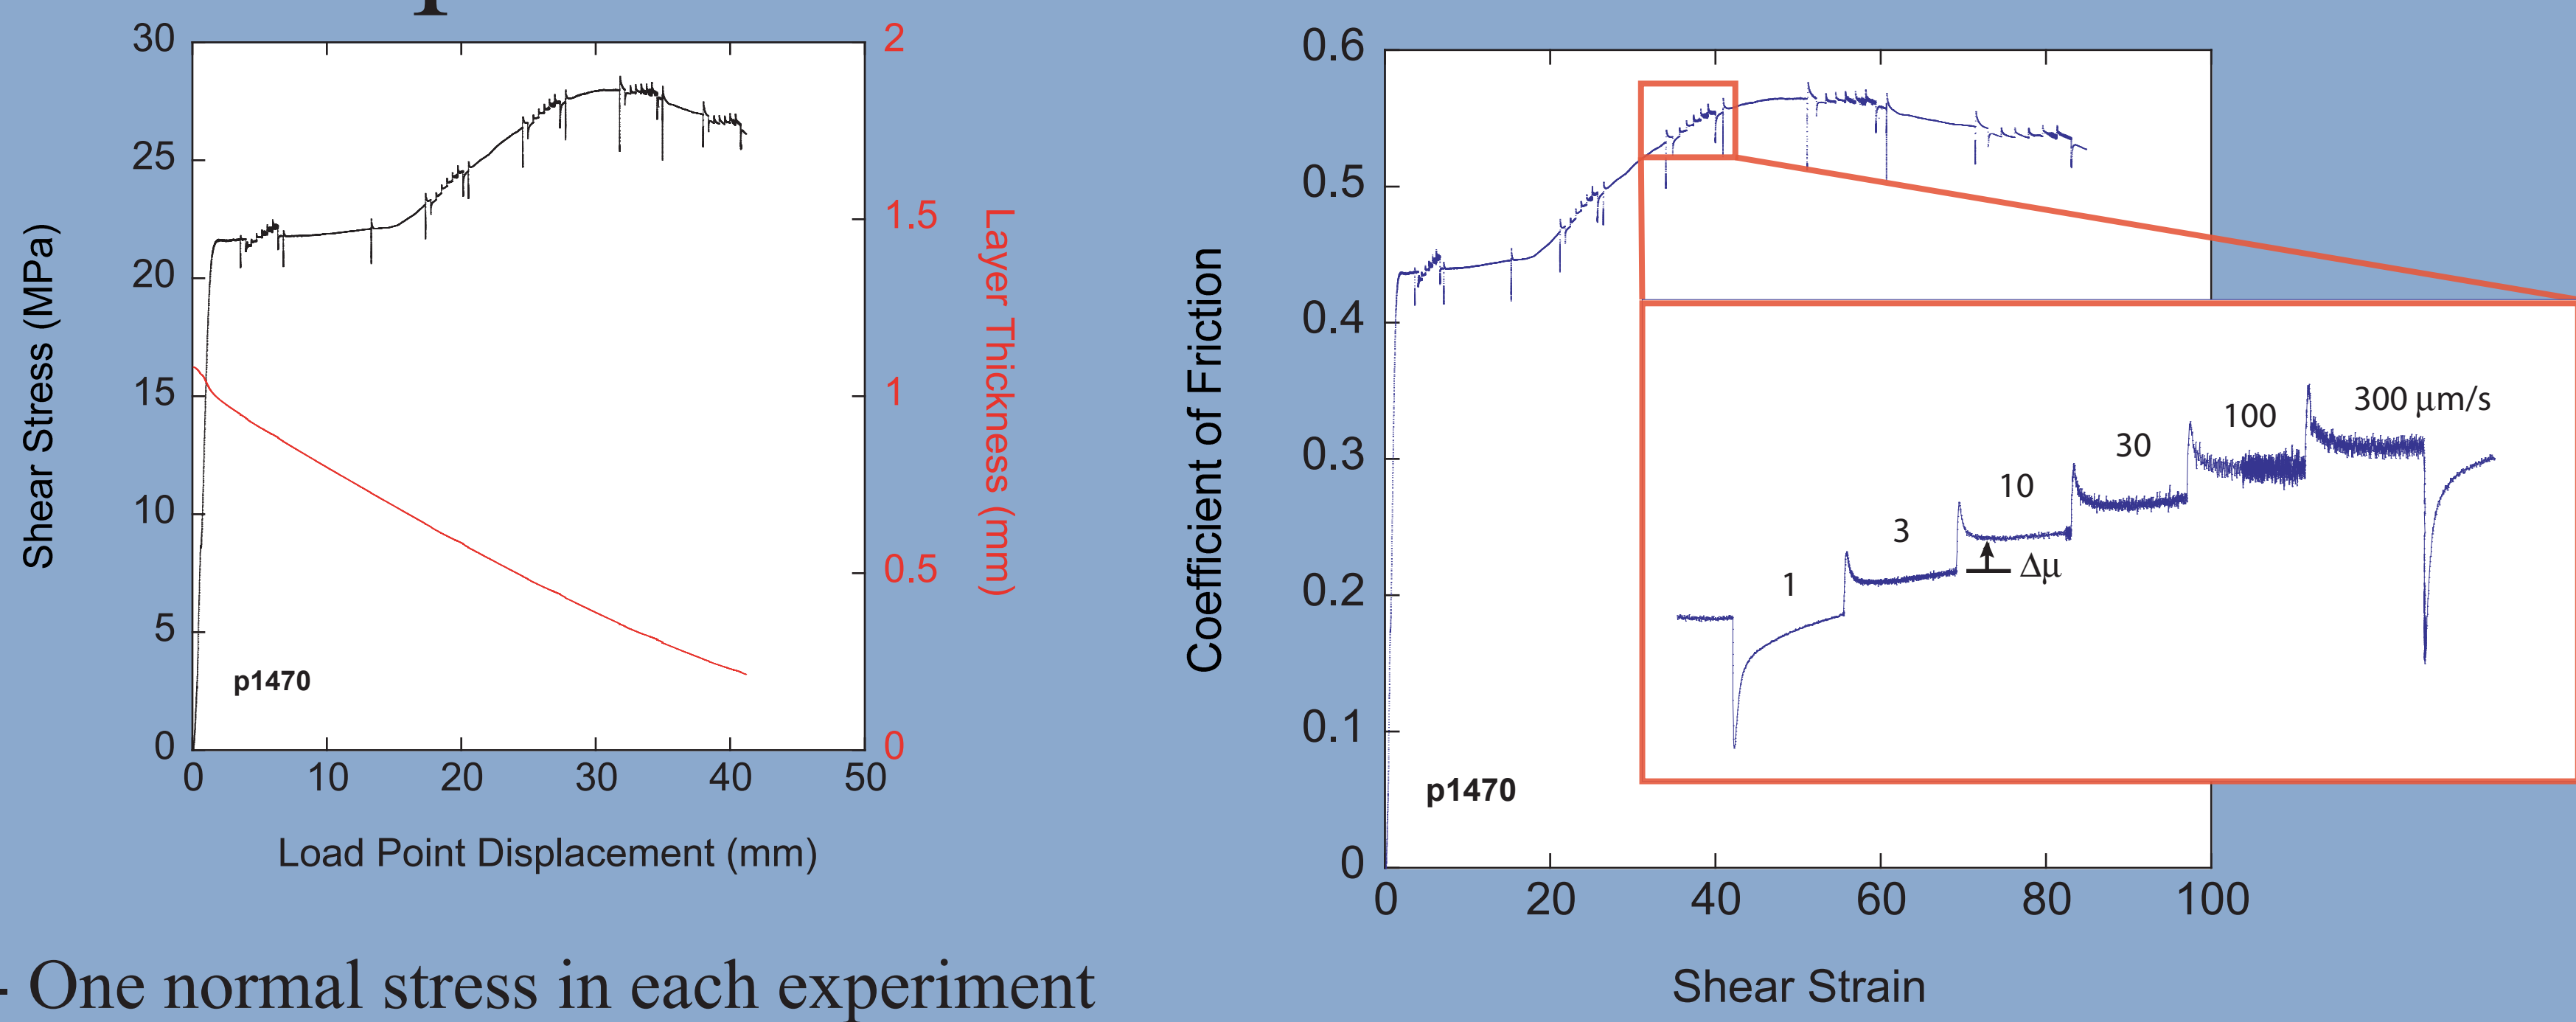 30
25
20
15
10
5
0
Shear Stress (MPa)
2
1.5
1
0.5
0
Layer Thickness (mm)
p1470
0 10 20 30 40 50
Load Point Displacement (mm)
0.6
0.5
0.4
0.3
0.2
0.1
0
Coefficient of Friction
1
3
10
30
100
300 μm/s
Δμ
p1470
0 20 40 60 80 100
Shear Strain
- One normal stress in each experiment